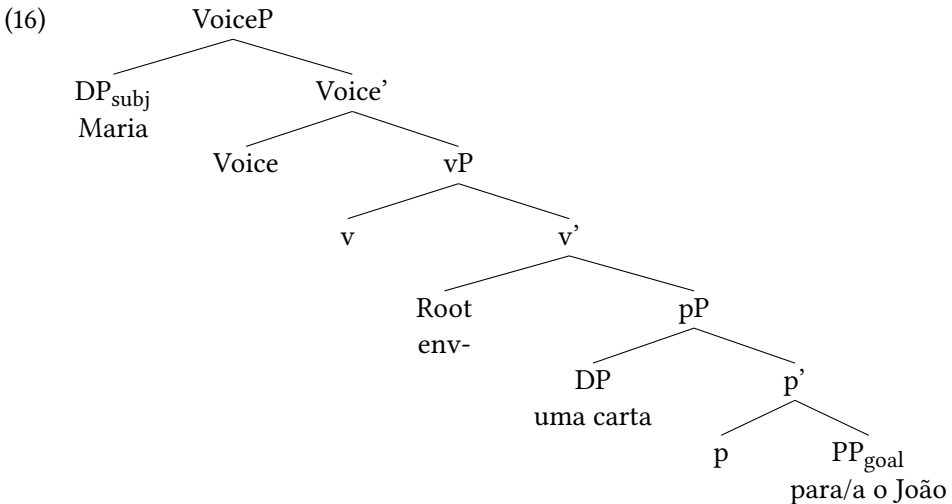 (16) VoiceP
DPsubj Voice’
Maria
Voice vP
v v’
Root pP
env-
DP p’
uma carta
p PPgoal
para/a o João